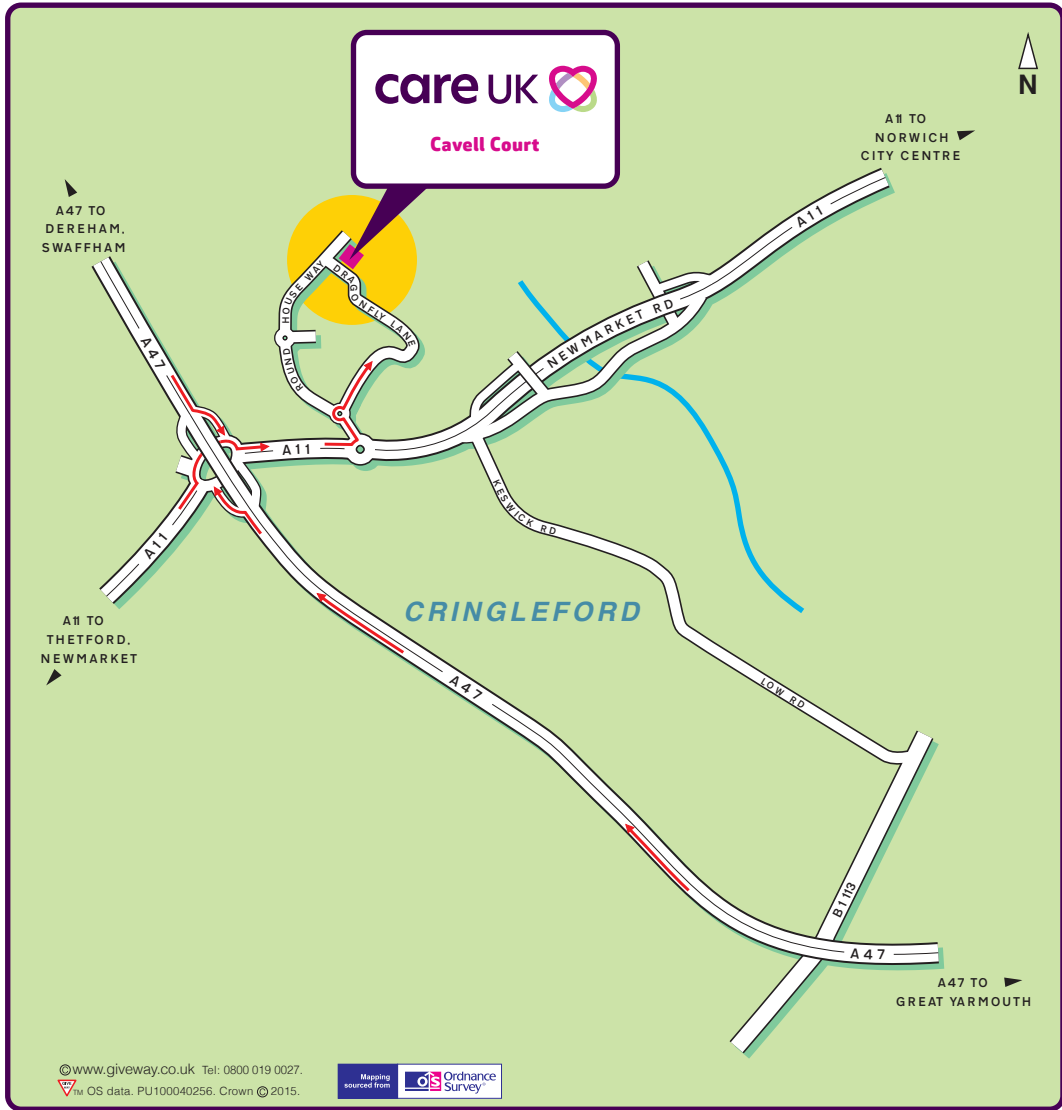 care UK
Cavell Court
N
A11 TO
NORWICH
CITY CENTRE
A47 TO
DEREHAM,
SWAFFHAM
A11
NEWMARKET RD
ROUND HOUSE WAY
DRAGONFLY LANE
A47
A11
A11
KESWICK RD
CRINGLEFORD
A11 TO
THETFORD,
NEWMARKET
A47
LOW RD
B1113
A47
A47 TO
GREAT YARMOUTH
©www.giveway.co.uk Tel: 0800 019 0027.
GIVE WAY TM OS data. PU100040256. Crown © 2015.
Mapping
sourced from
OS Ordnance
Survey®